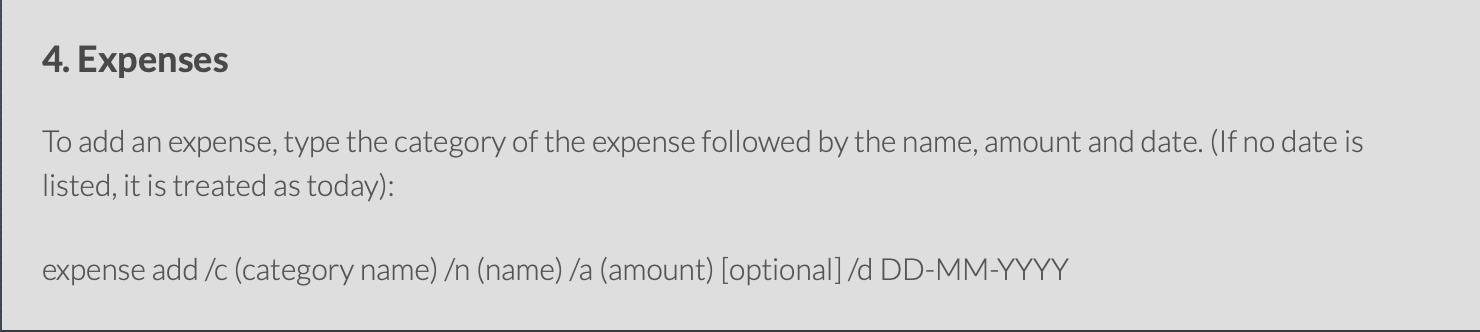 4. Expenses
To add an expense, type the category of the expense followed by the name, amount and date. (If no date is
listed, it is treated as today):
expense add /c (category name) /n (name) /a (amount) [optional] /d DD-MM-YYYY